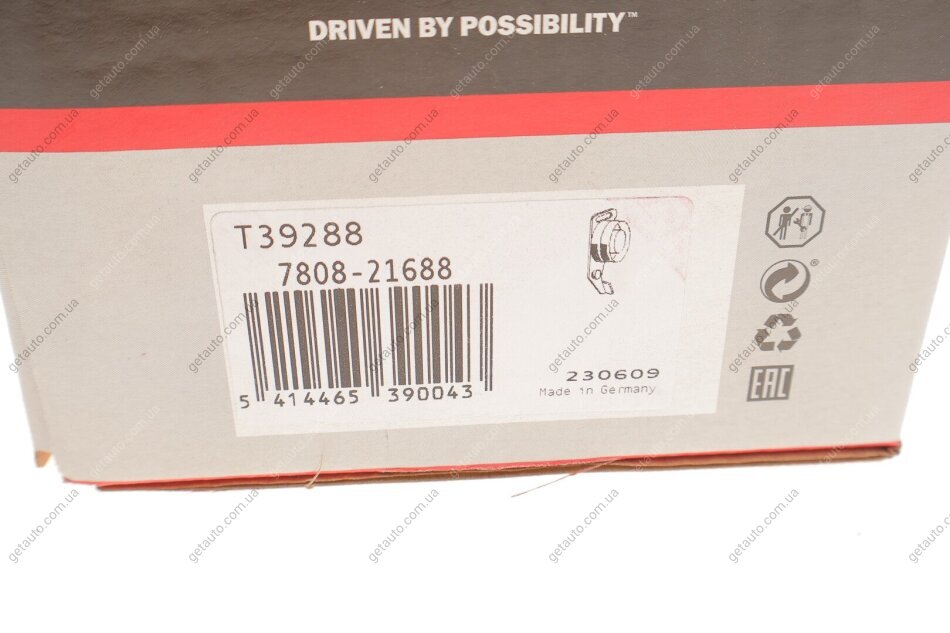 DRIVEN BY POSSIBILITY™
T39288
7808-21688
5 414465 390043
230609
Made in Germany
®
EAC
getauto.com.ua